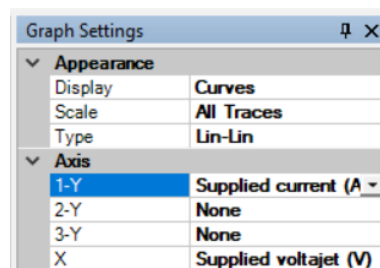 Graph Settings
Appearance
Display Curves
Scale All Traces
Type Lin-Lin
Axis
1-Y Supplied current (A
2-Y None
3-Y None
X Supplied voltajet (V)